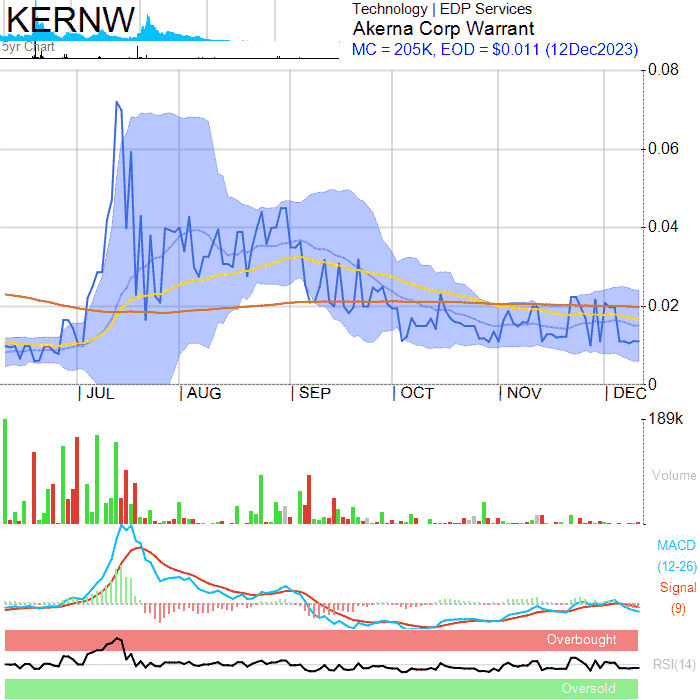 KERNW
5yr Chart
Technology | EDP Services
Akerna Corp Warrant
MC = 205K, EOD = $0.011 (12Dec2023)
0.08
0.06
0.04
0.02
0
| JUL
| AUG
| SEP
| OCT
| NOV
| DEC
189k
Volume
MACD
(12-26)
Signal
(9)
Overbought
RSI(14)
Oversold